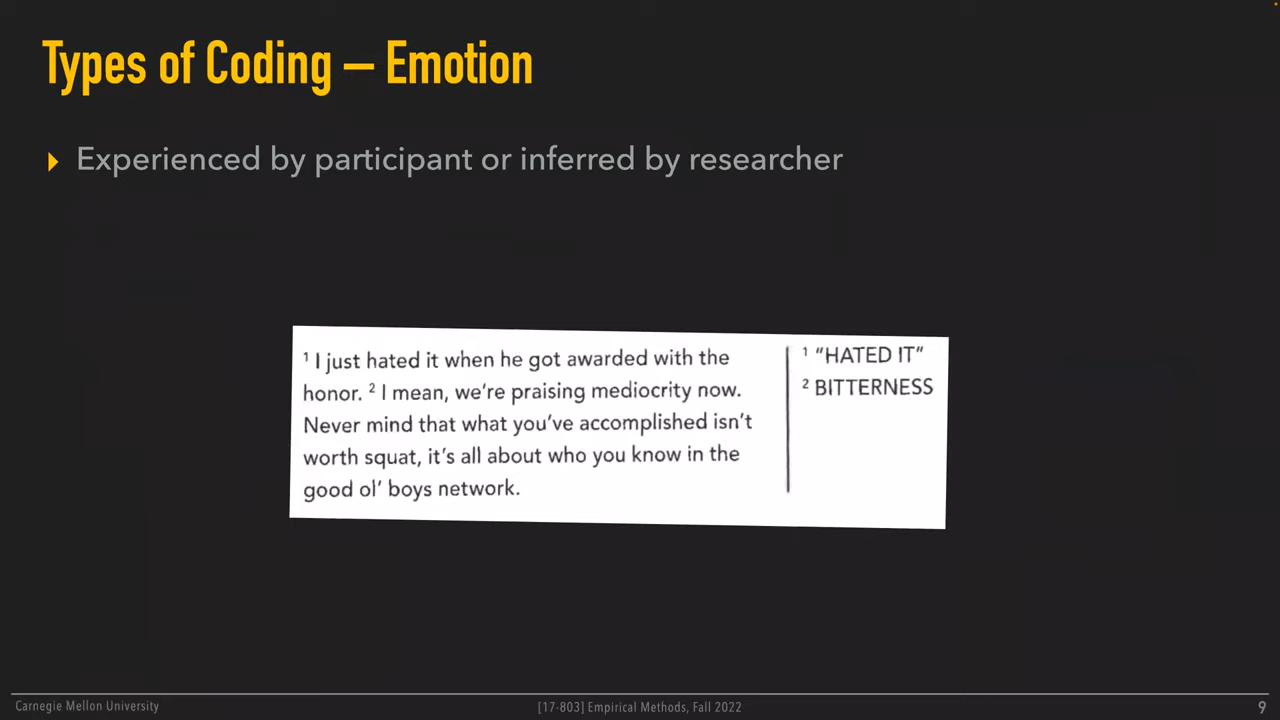 Types of Coding — Emotion
Experienced by participant or inferred by researcher
¹ I just hated it when he got awarded with the
honor. ² I mean, we're praising mediocrity now.
Never mind that what you've accomplished isn't
worth squat, it's all about who you know in the
good ol' boys network.
¹ "HATED IT"
² BITTERNESS
Carnegie Mellon University
[17-803] Empirical Methods, Fall 2022
9